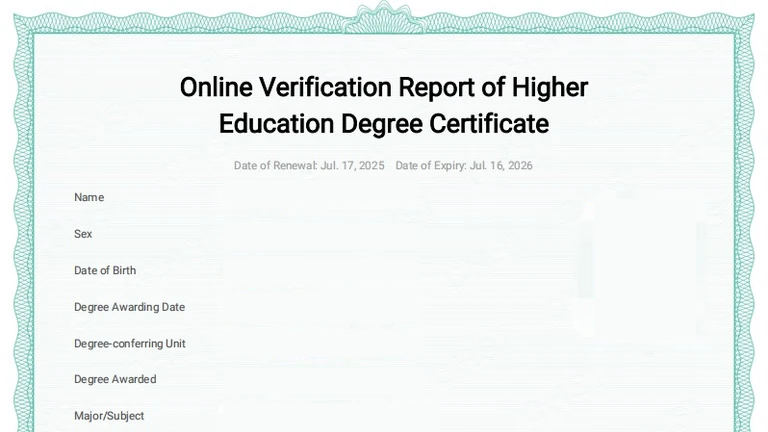 Online Verification Report of Higher
Education Degree Certificate
Date of Renewal: Jul. 17, 2025 Date of Expiry: Jul. 16, 2026
Name
Sex
Date of Birth
Degree Awarding Date
Degree-conferring Unit
Degree Awarded
Major/Subject